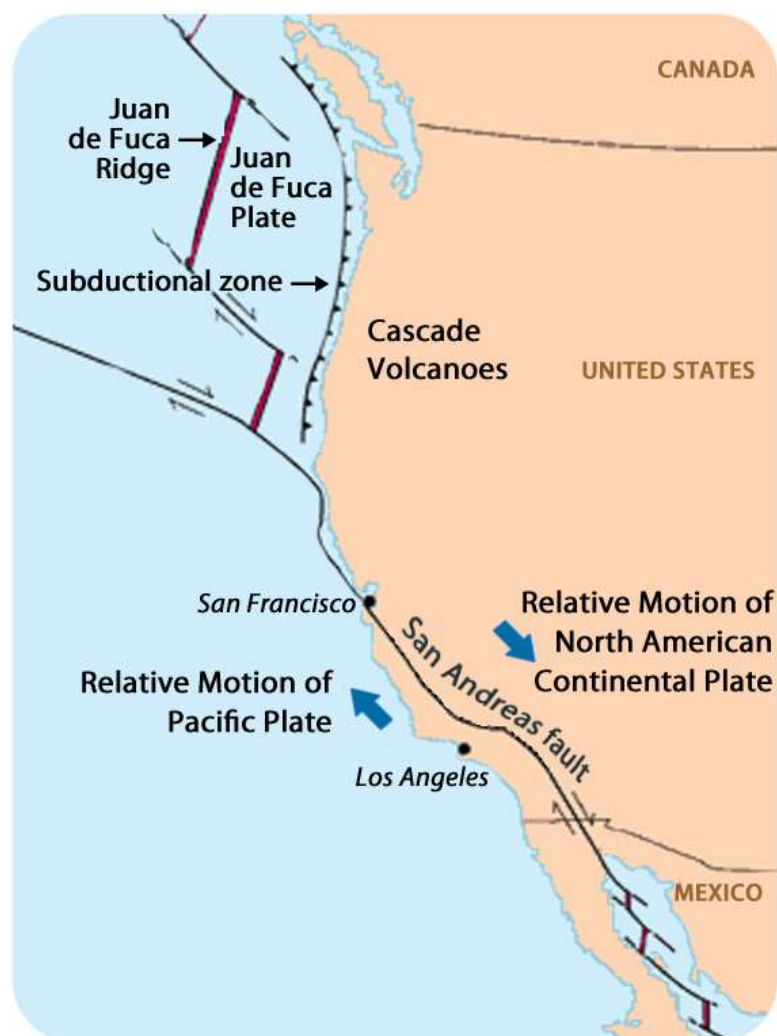 CANADA
Juan
de Fuca
Ridge
Juan
de Fuca
Plate
Subductional zone
Cascade
Volcanoes
UNITED STATES
San Francisco
San Andreas fault
Relative Motion of
North American
Continental Plate
Relative Motion of
Pacific Plate
Los Angeles
MEXICO